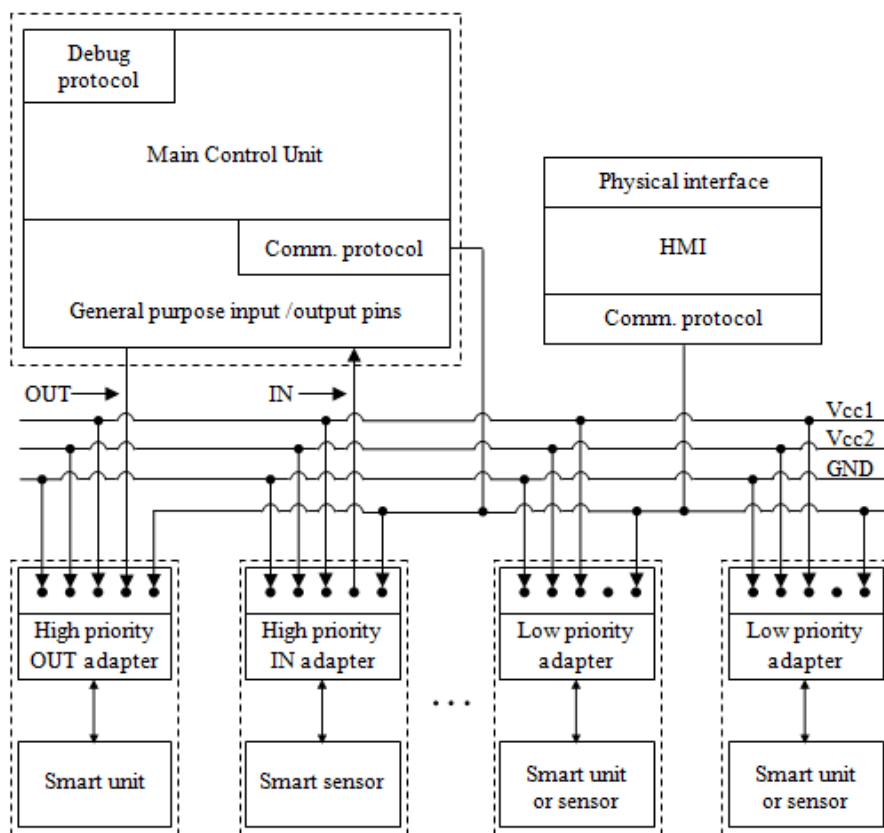 Debug
protocol
Main Control Unit
Comm. protocol
General purpose input /output pins
Physical interface
HMI
Comm. protocol
OUT
IN
Vcc1
Vcc2
GND
High priority
OUT adapter
High priority
IN adapter
Low priority
adapter
Low priority
adapter
...
Smart unit
Smart sensor
Smart unit
or sensor
Smart unit
or sensor